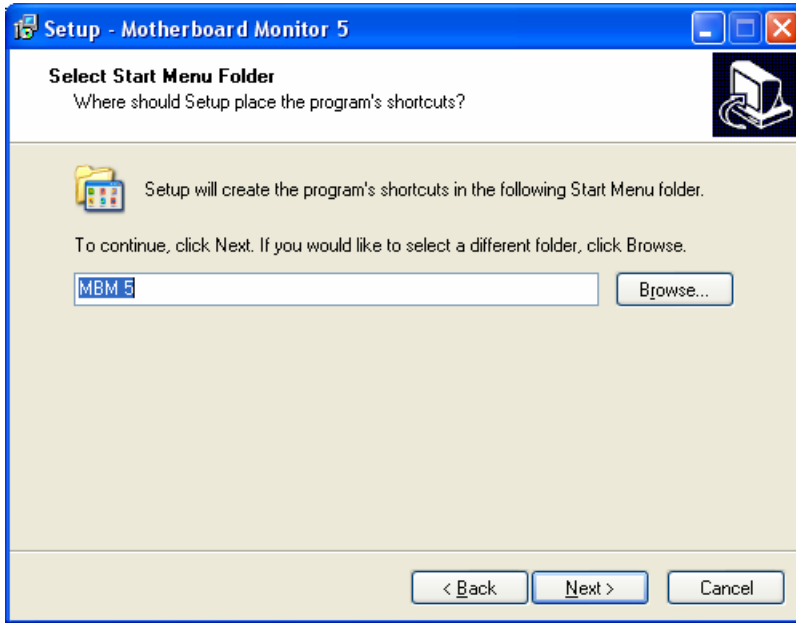 Setup - Motherboard Monitor 5
Select Start Menu Folder
Where should Setup place the program's shortcuts?
Setup will create the program's shortcuts in the following Start Menu folder.
To continue, click Next. If you would like to select a different folder, click Browse.
MBM 5
Browse...
< Back
Next >
Cancel